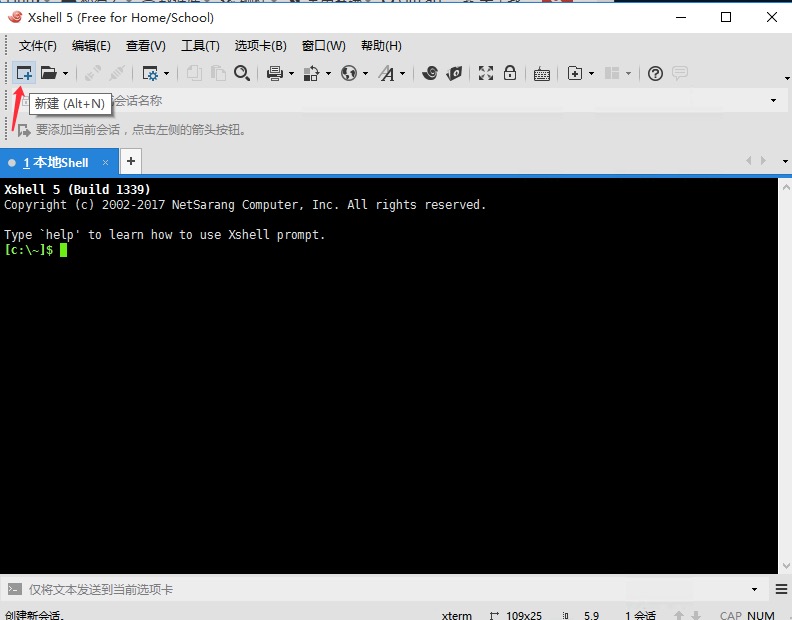 Xshell 5 (Free for Home/School)
文件(F) 编辑(E) 查看(V) 工具(T) 选项卡(B) 窗口(W) 帮助(H)
新建 (Alt+N)
会话名称
要添加当前会话，点击左侧的箭头按钮。
1 本地Shell × +
Xshell 5 (Build 1339)
Copyright (c) 2002-2017 NetSarang Computer, Inc. All rights reserved.
Type `help' to learn how to use Xshell prompt.
[c:\~]$
仅将文本发送到当前选项卡
创建新会话。 xterm 109x25 5.9 1 会话 CAP NUM